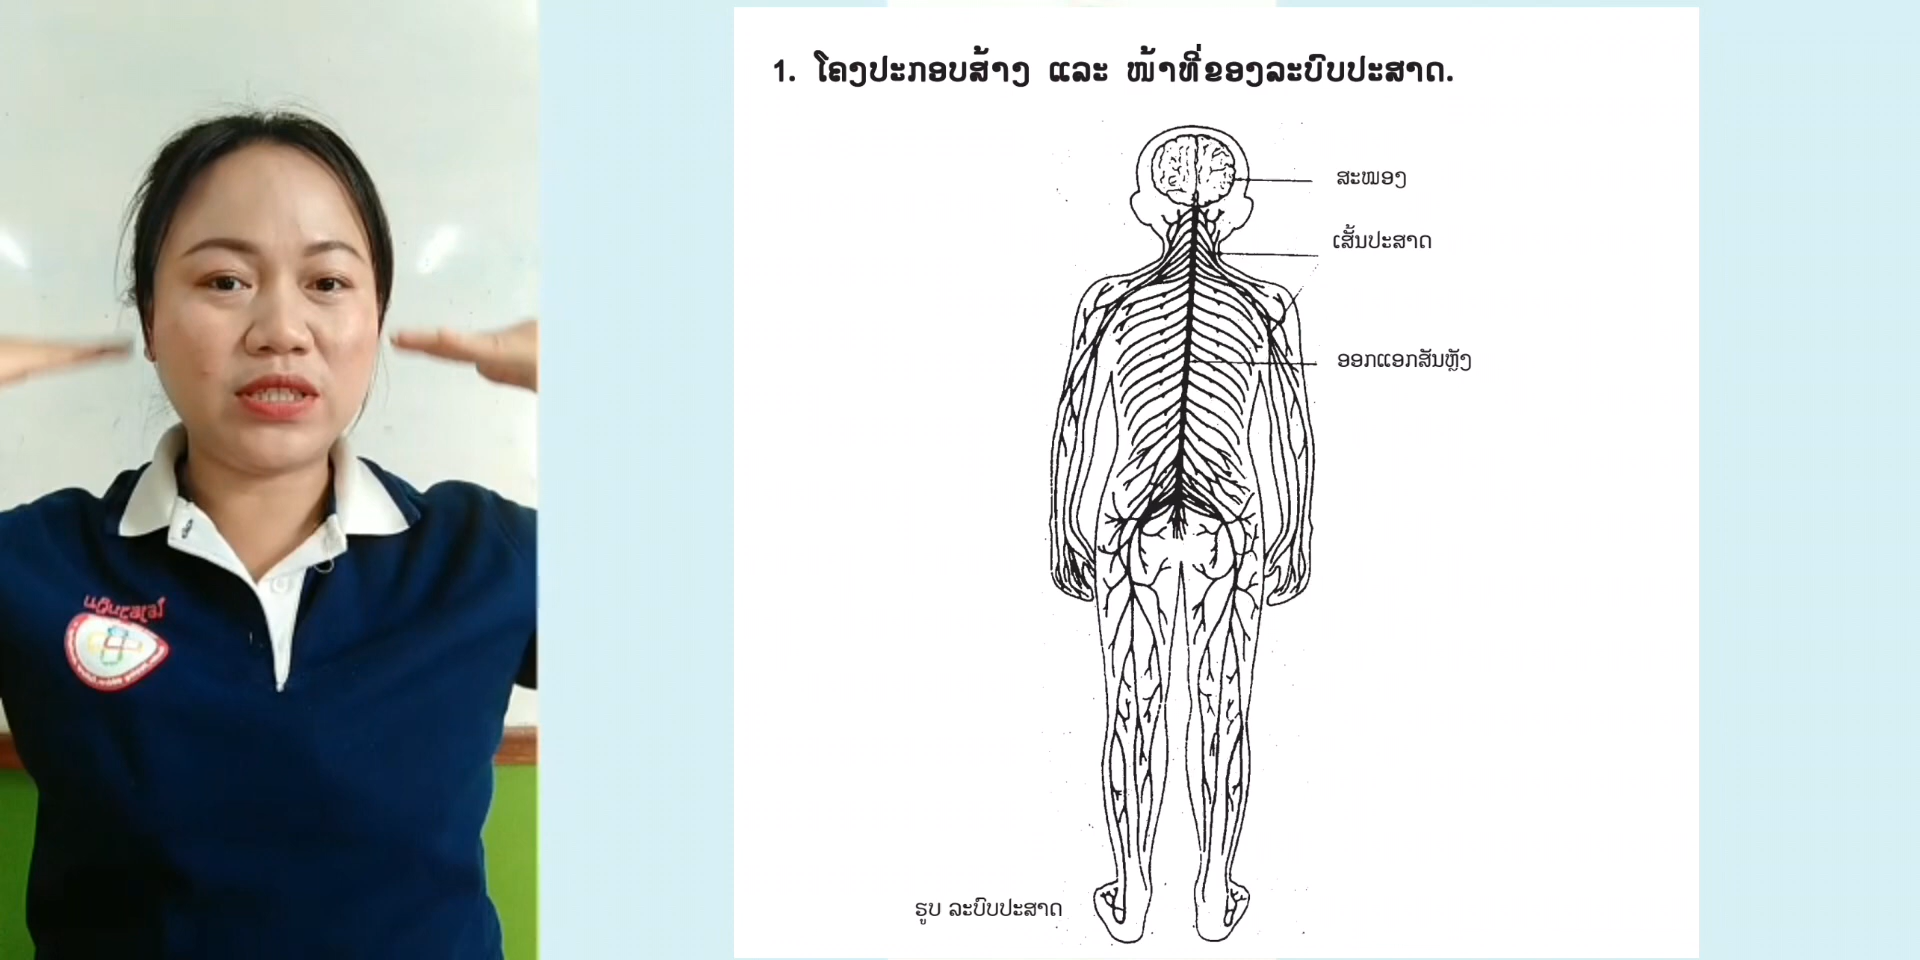 1. ໂຄງປະກອບສ້າງ ແລະ ໜ້າທີ່ຂອງລະບົບປະສາດ.
ສະໝອງ
ເສັ້ນປະສາດ
ອອກແອກສັນຫຼັງ
ຮູບ ລະບົບປະສາດ